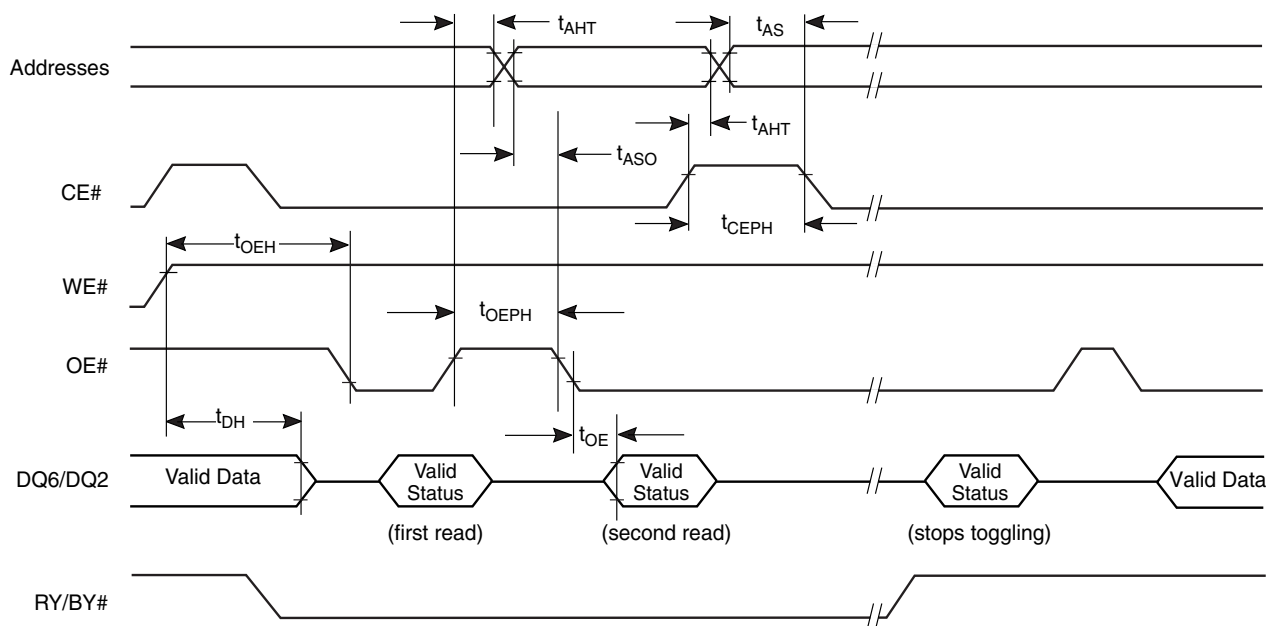 tAHT
tAS
Addresses
tAHT
tASO
CE#
tCEPH
tOEH
WE#
tOEPH
OE#
tDH
tOE
DQ6/DQ2
Valid Data
Valid
Status
Valid
Status
Valid
Status
Valid Data
(first read)
(second read)
(stops toggling)
RY/BY#